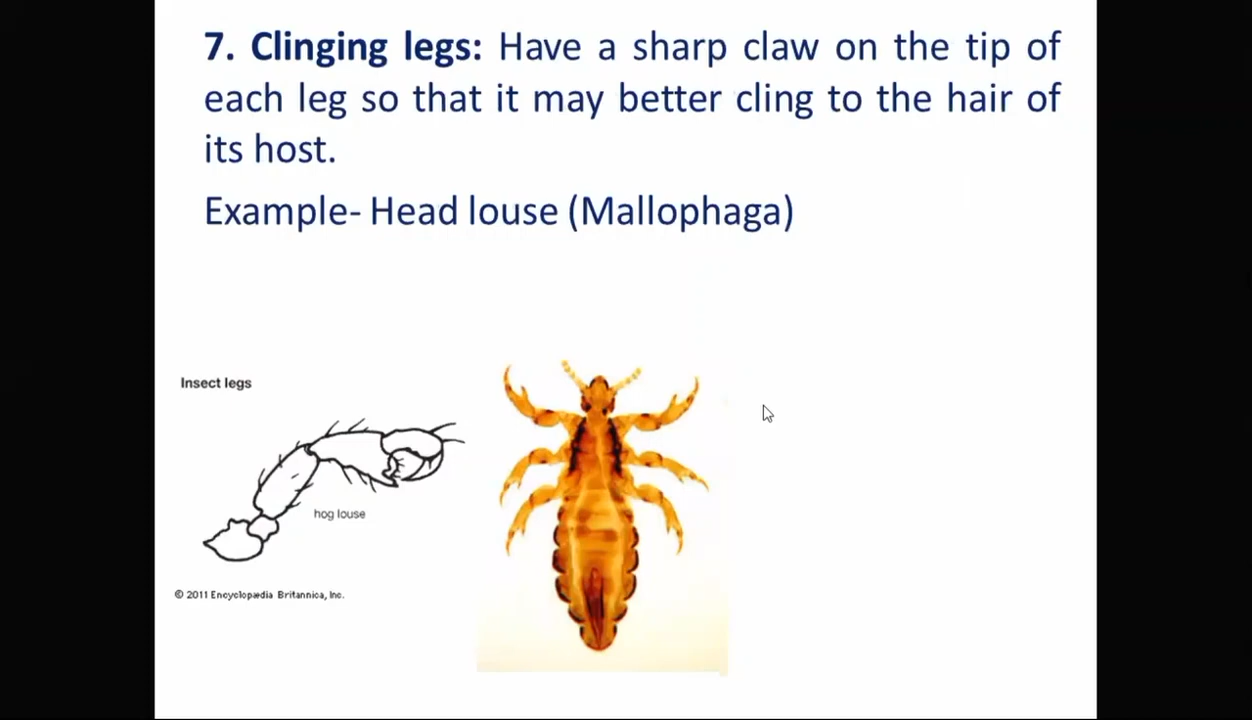 7. Clinging legs: Have a sharp claw on the tip of
each leg so that it may better cling to the hair of
its host.
Example- Head louse (Mallophaga)
Insect legs
hog louse
© 2011 Encyclopædia Britannica, Inc.